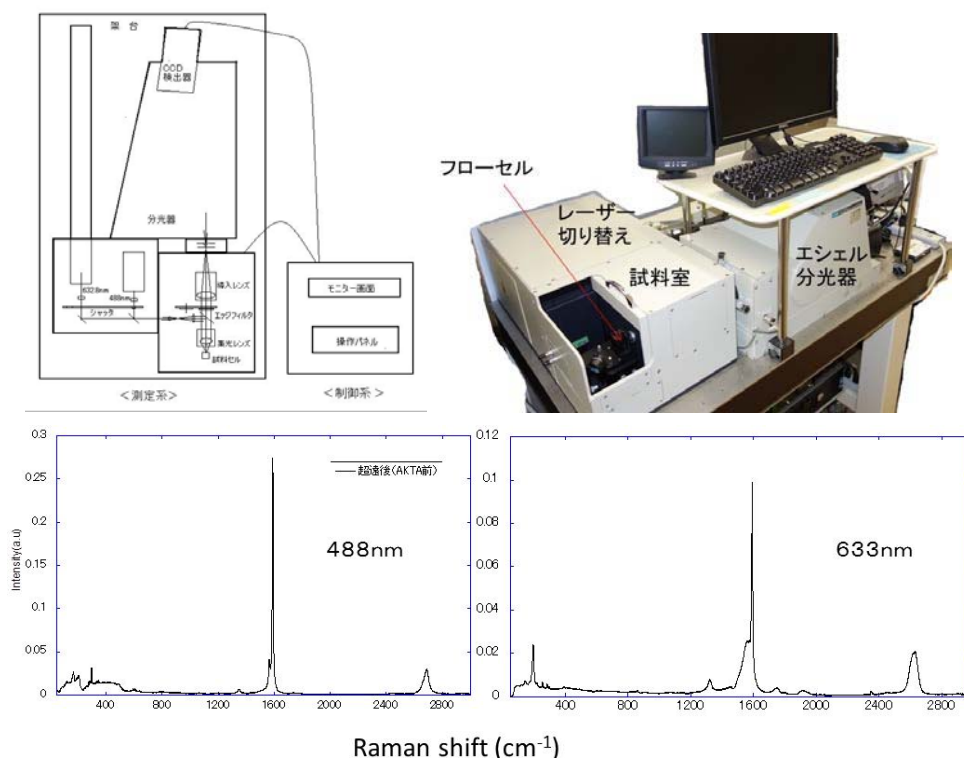 架台
CCD
検出器
分光器
632.8nm
488nm
シャッタ
導入レンズ
エッジフィルタ
集光レンズ
試料セル
<測定系>
モニター画面
操作パネル
<制御系>
フローセル
レーザー
切り替え
試料室
エシェル
分光器
0.3
0.25
0.2
0.15
0.1
0.05
0
Intensity(a.u)
超遠後(AKTA前)
488nm
400
800
1200
1600
2000
2400
2800
0.12
0.1
0.08
0.06
0.04
0.02
0
633nm
400
800
1200
1600
2000
2400
2800
Raman shift (cm⁻¹)